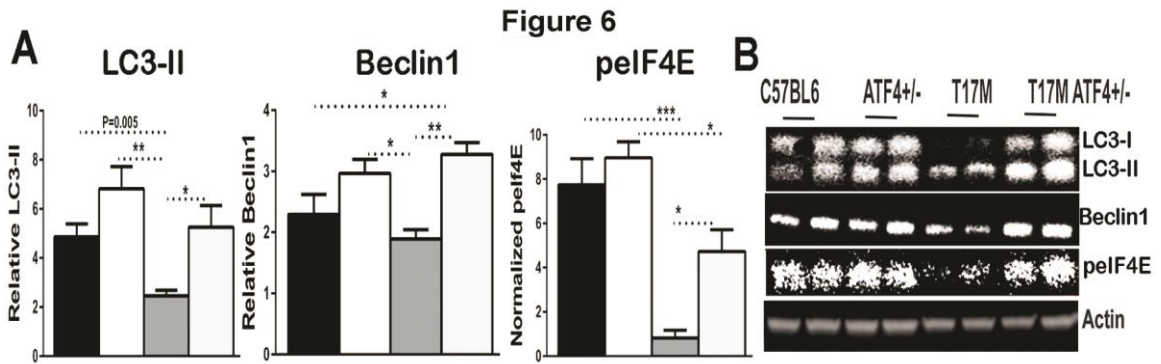 Figure 6
A
LC3-II
Relative LC3-II
10
8
6
4
2
0
P=0.005
**
*
Beclin1
Relative Beclin1
4
3
2
1
0
*
**
*
peIF4E
Normalized peIf4E
10
8
6
4
2
0
***
*
*
B
C57BL6 ATF4+/- T17M T17M ATF4+/-
LC3-I
LC3-II
Beclin1
peIF4E
Actin